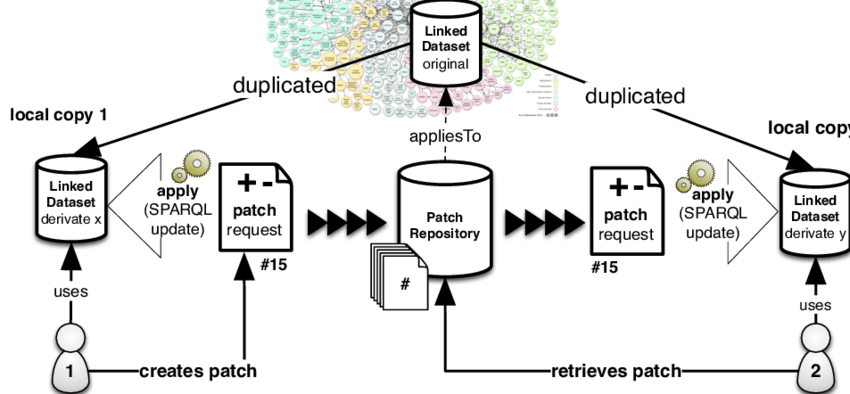 Linked
Dataset
original
duplicated
duplicated
local copy 1
local copy
appliesTo
Linked
Dataset
derivate x
apply
(SPARQL
update)
+ -
patch
request
#15
Patch
Repository
#
+ -
patch
request
#15
apply
(SPARQL
update)
Linked
Dataset
derivate y
uses
uses
1
creates patch
retrieves patch
2